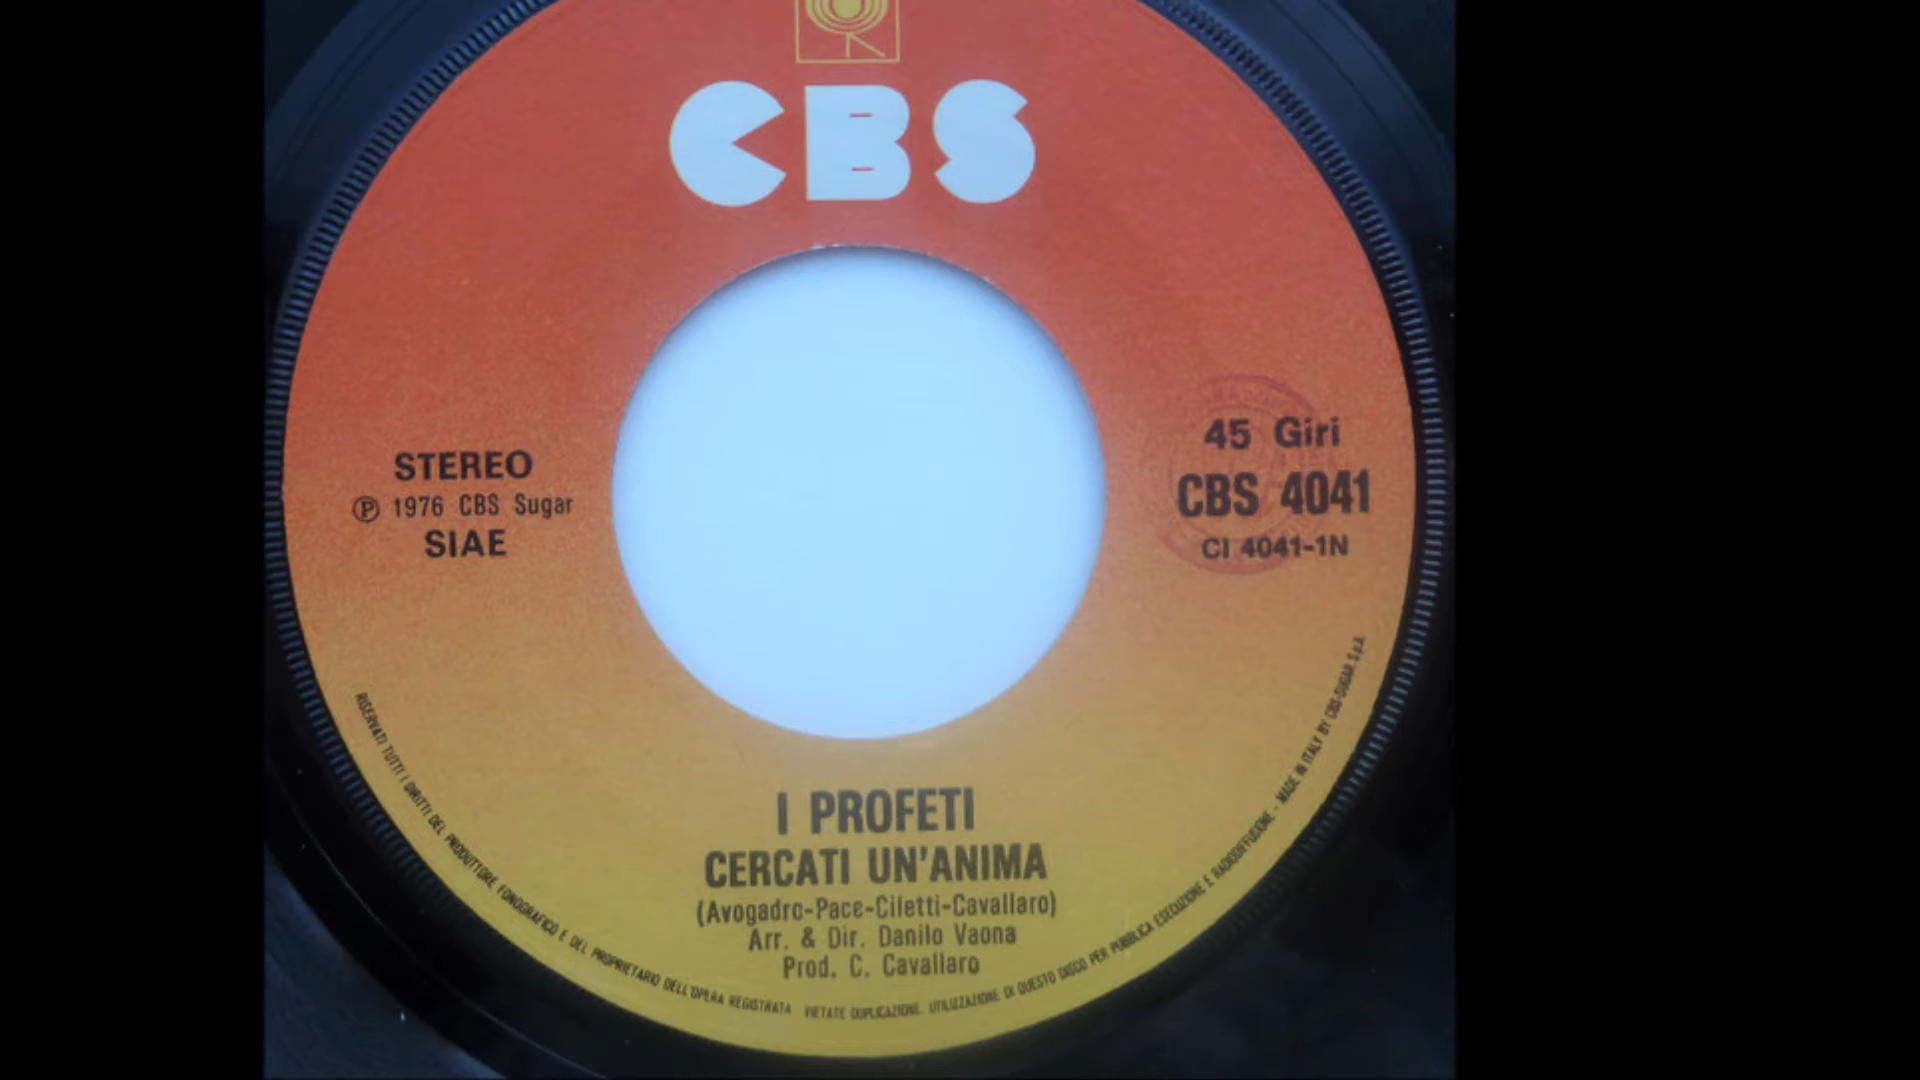 CBS
STEREO
℗ 1976 CBS Sugar
SIAE
45 Giri
CBS 4041
CI 4041-1N
I PROFETI
CERCATI UN'ANIMA
(Avogadro-Pace-Ciletti-Cavallaro)
Arr. & Dir. Danilo Vaona
Prod. C. Cavallaro
RISERVATI TUTTI I DIRITTI DEL PRODUTTORE FONOGRAFICO E DEL PROPRIETARIO DELL'OPERA REGISTRATA VIETATE DUPLICAZIONE, UTILIZZAZIONE DI QUESTO DISCO PER PUBBLICA ESECUZIONE E RADIODIFFUSIONE - MADE IN ITALY BY CBS-SUGAR S.p.A.